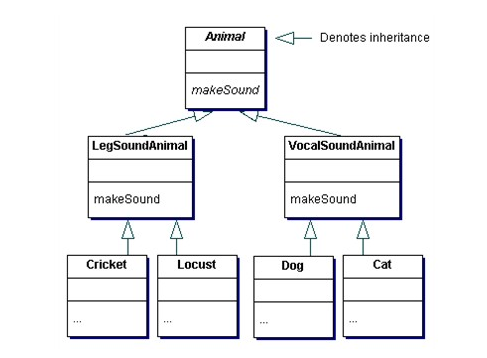 Animal
Denotes inheritance
makeSound
LegSoundAnimal
VocalSoundAnimal
makeSound
makeSound
Cricket
Locust
Dog
Cat
...
...
...
...